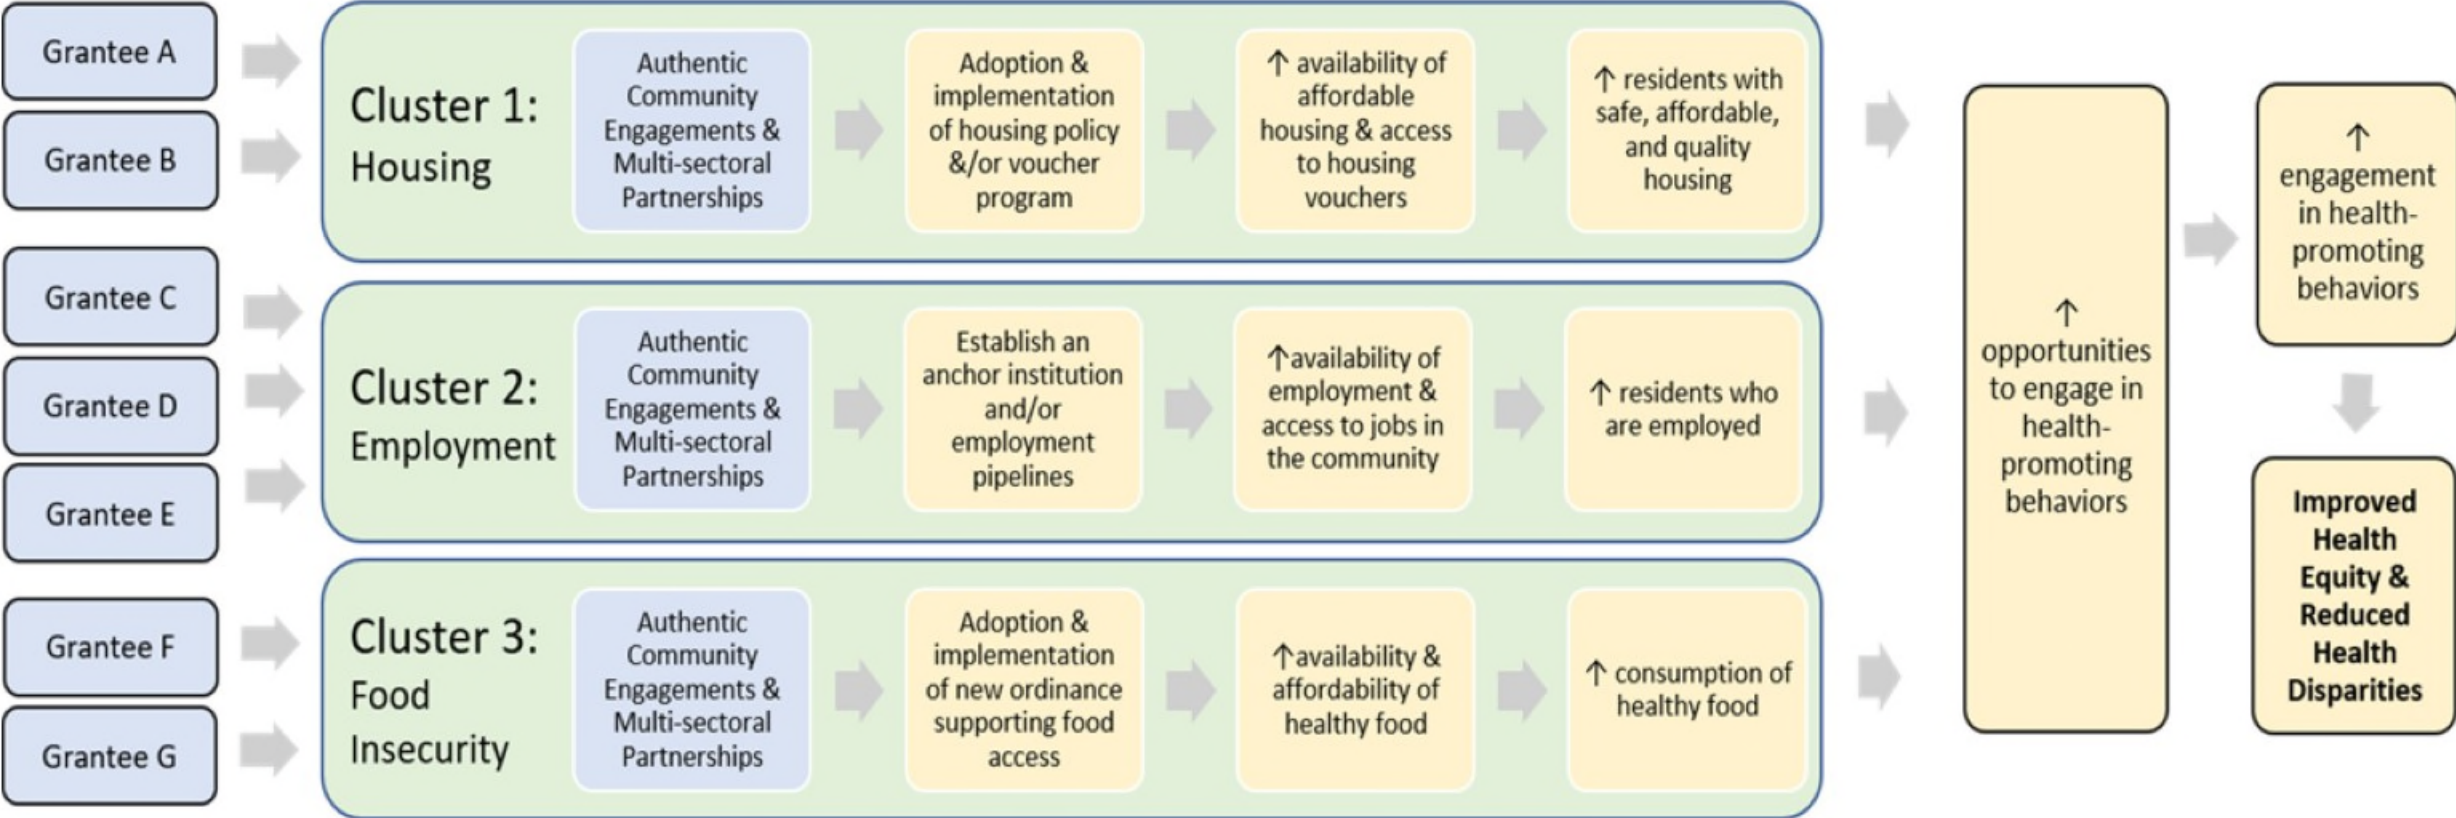 Grantee A
Grantee B
Cluster 1:
Housing
Authentic
Community
Engagements &
Multi-sectoral
Partnerships
Adoption &
implementation
of housing policy
&/or voucher
program
↑ availability of
affordable
housing & access
to housing
vouchers
↑ residents with
safe, affordable,
and quality
housing
Grantee C
Grantee D
Grantee E
Cluster 2:
Employment
Authentic
Community
Engagements &
Multi-sectoral
Partnerships
Establish an
anchor institution
and/or
employment
pipelines
↑availability of
employment &
access to jobs in
the community
↑ residents who
are employed
Grantee F
Grantee G
Cluster 3:
Food
Insecurity
Authentic
Community
Engagements &
Multi-sectoral
Partnerships
Adoption &
implementation
of new ordinance
supporting food
access
↑availability &
affordability of
healthy food
↑ consumption of
healthy food
↑
opportunities
to engage in
health-
promoting
behaviors
↑
engagement
in health-
promoting
behaviors
Improved
Health
Equity &
Reduced
Health
Disparities